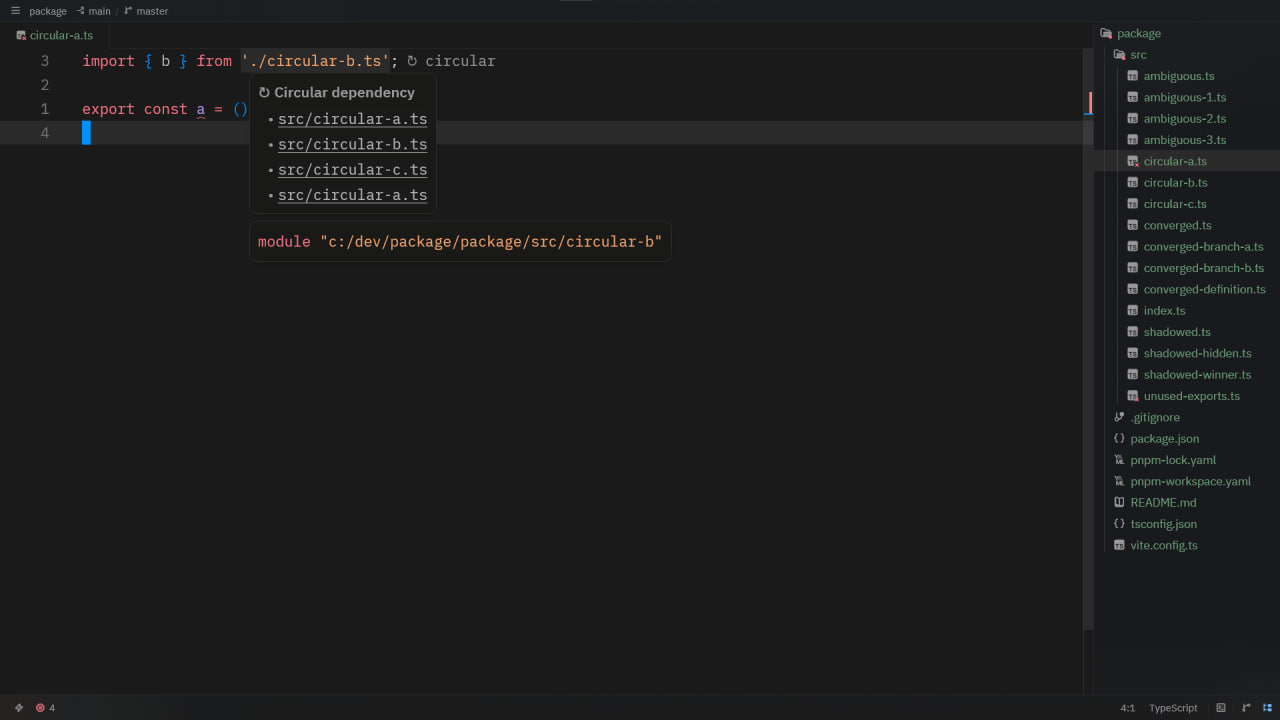 package main / master
circular-a.ts
3 import { b } from './circular-b.ts'; ↻ circular
2
1 export const a = ()
4
↻ Circular dependency
• src/circular-a.ts
• src/circular-b.ts
• src/circular-c.ts
• src/circular-a.ts
module "c:/dev/package/package/src/circular-b"
package
src
ambiguous.ts
ambiguous-1.ts
ambiguous-2.ts
ambiguous-3.ts
circular-a.ts
circular-b.ts
circular-c.ts
converged.ts
converged-branch-a.ts
converged-branch-b.ts
converged-definition.ts
index.ts
shadowed.ts
shadowed-hidden.ts
shadowed-winner.ts
unused-exports.ts
.gitignore
package.json
pnpm-lock.yaml
pnpm-workspace.yaml
README.md
tsconfig.json
vite.config.ts
4
4:1 TypeScript